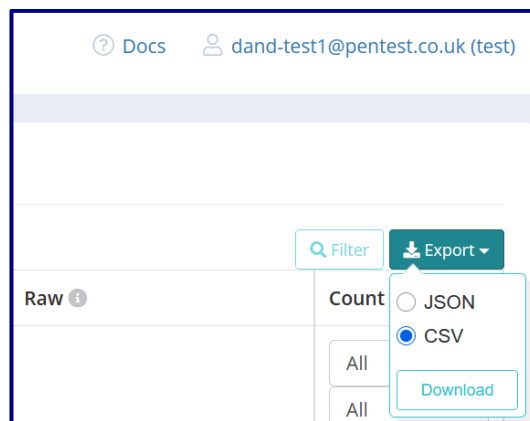 Docs dand-test1@pentest.co.uk (test)
Filter Export
Raw Count
JSON
CSV
All
Download
All